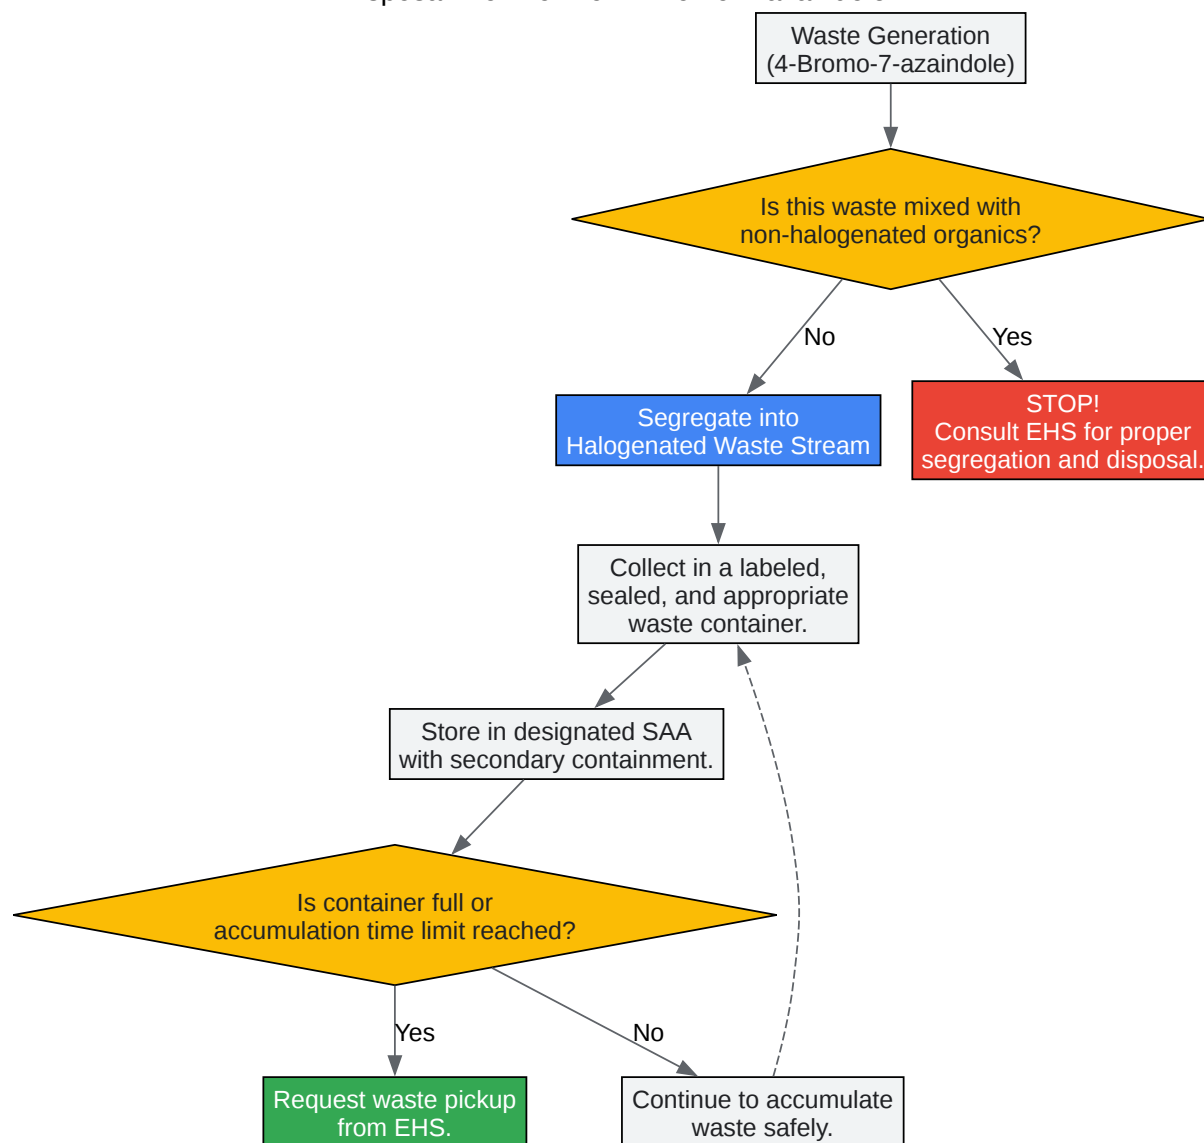 Waste Generation
(4-Bromo-7-azaindole)
Is this waste mixed with
non-halogenated organics?
No
Yes
Segregate into
Halogenated Waste Stream
STOP!
Consult EHS for proper
segregation and disposal.
Collect in a labeled,
sealed, and appropriate
waste container.
Store in designated SAA
with secondary containment.
Is container full or
accumulation time limit reached?
Yes
No
Request waste pickup
from EHS.
Continue to accumulate
waste safely.